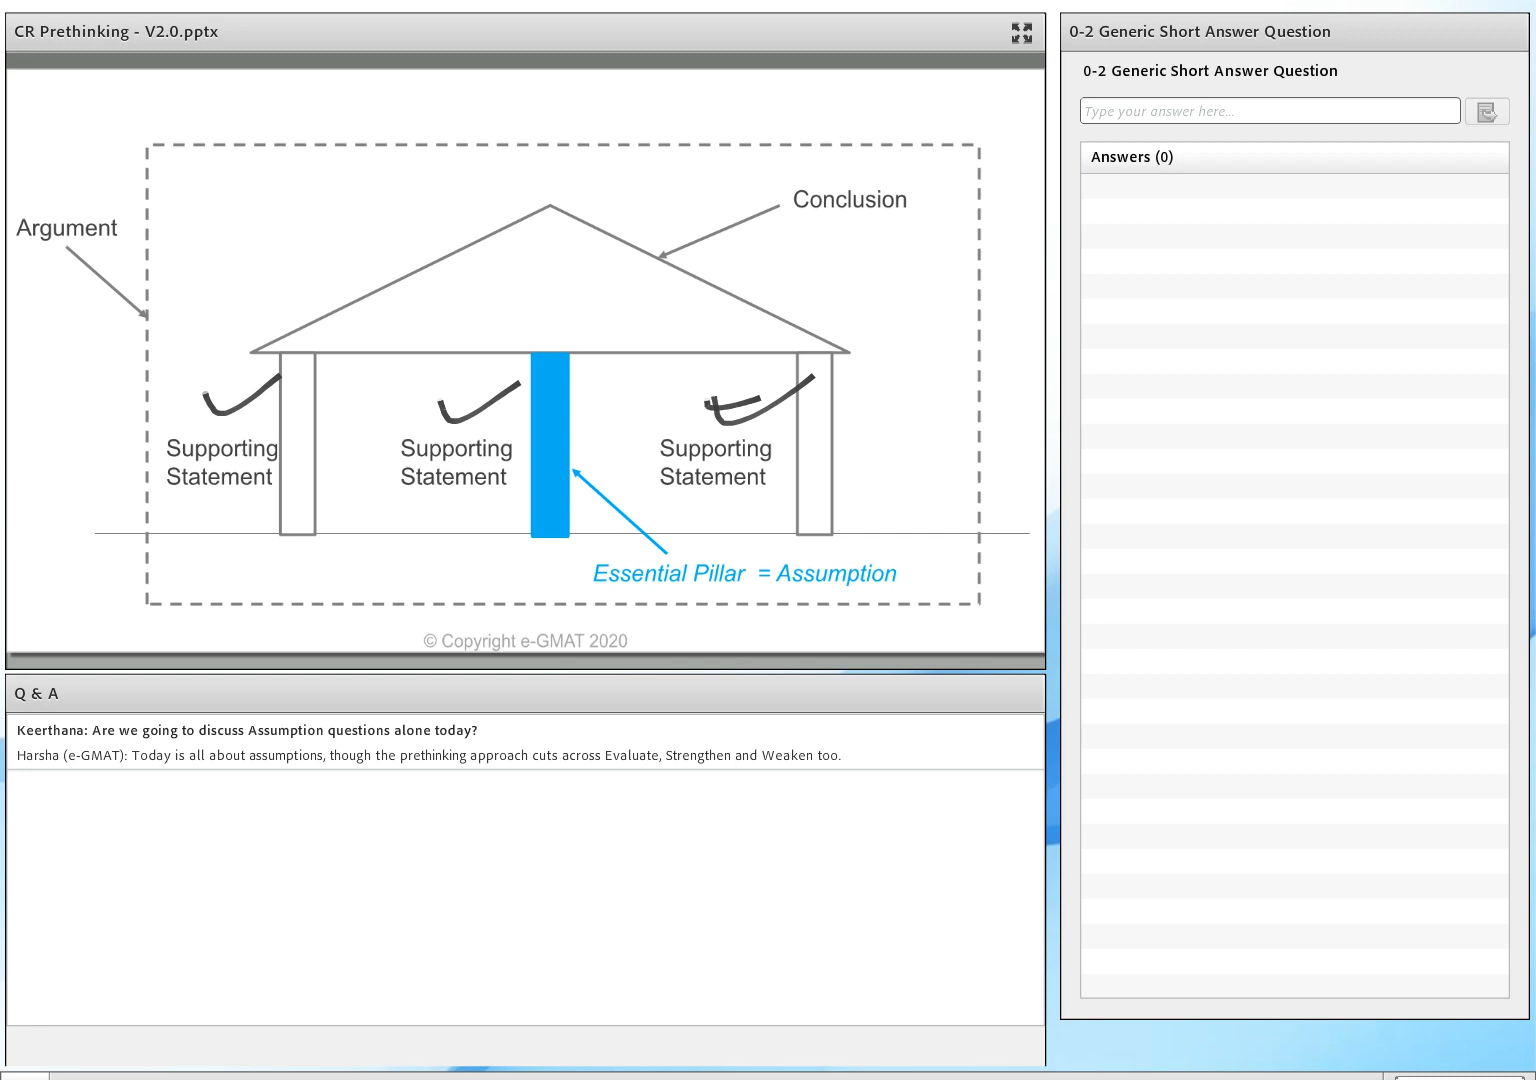 CR Prethinking - V2.0.pptx
Argument
Conclusion
Supporting
Statement
Supporting
Statement
Supporting
Statement
Essential Pillar = Assumption
© Copyright e-GMAT 2020
Q & A
Keerthana: Are we going to discuss Assumption questions alone today?
Harsha (e-GMAT): Today is all about assumptions, though the prethinking approach cuts across Evaluate, Strengthen and Weaken too.
0-2 Generic Short Answer Question
0-2 Generic Short Answer Question
Type your answer here...
Answers (0)